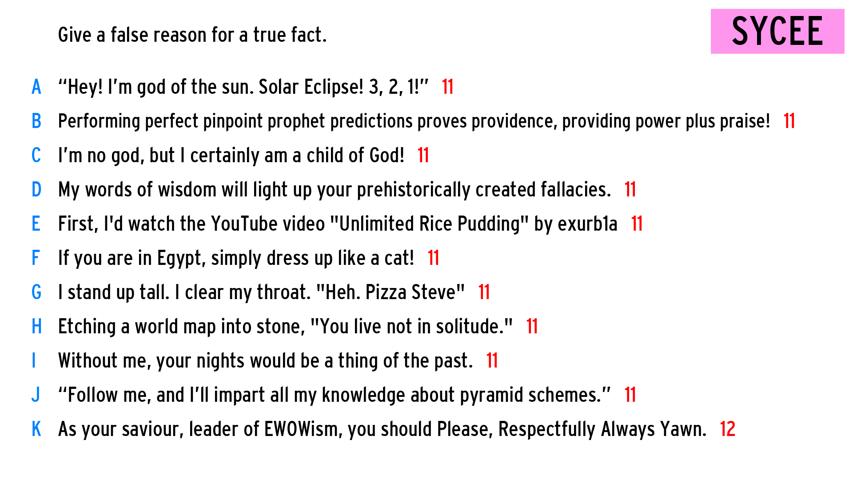 Give a false reason for a true fact.
SYCEE
A “Hey! I’m god of the sun. Solar Eclipse! 3, 2, 1!” 11
B Performing perfect pinpoint prophet predictions proves providence, providing power plus praise! 11
C I’m no god, but I certainly am a child of God! 11
D My words of wisdom will light up your prehistorically created fallacies. 11
E First, I'd watch the YouTube video "Unlimited Rice Pudding" by exurb1a 11
F If you are in Egypt, simply dress up like a cat! 11
G I stand up tall. I clear my throat. "Heh. Pizza Steve" 11
H Etching a world map into stone, "You live not in solitude." 11
I Without me, your nights would be a thing of the past. 11
J “Follow me, and I’ll impart all my knowledge about pyramid schemes.” 11
K As your saviour, leader of EWOWism, you should Please, Respectfully Always Yawn. 12